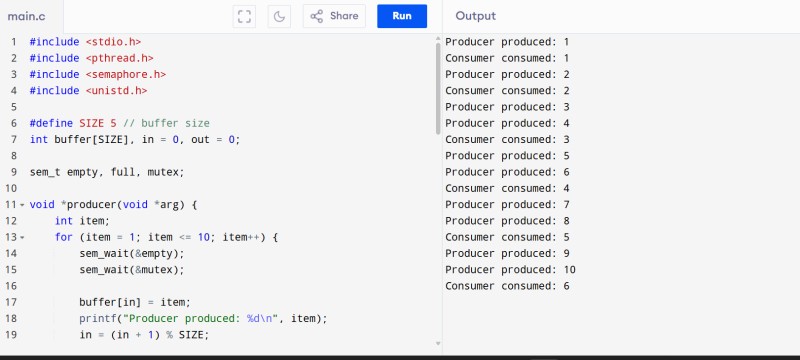 main.c Share Run Output
1 #include <stdio.h>
2 #include <pthread.h>
3 #include <semaphore.h>
4 #include <unistd.h>
5
6 #define SIZE 5 // buffer size
7 int buffer[SIZE], in = 0, out = 0;
8
9 sem_t empty, full, mutex;
10
11 void *producer(void *arg) {
12 int item;
13 for (item = 1; item <= 10; item++) {
14 sem_wait(&empty);
15 sem_wait(&mutex);
16
17 buffer[in] = item;
18 printf("Producer produced: %d\n", item);
19 in = (in + 1) % SIZE;
Producer produced: 1
Consumer consumed: 1
Producer produced: 2
Consumer consumed: 2
Producer produced: 3
Producer produced: 4
Consumer consumed: 3
Producer produced: 5
Producer produced: 6
Consumer consumed: 4
Producer produced: 7
Producer produced: 8
Consumer consumed: 5
Producer produced: 9
Producer produced: 10
Consumer consumed: 6